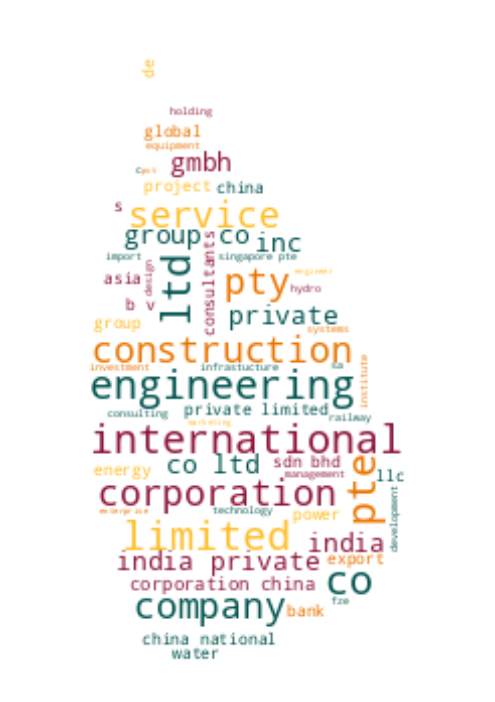 de
holding
global
equipment
gmbh
project china
s
service
group co inc
import
singapore pte
consultants
design
ltd
asia
pty
engineer
hydro
b v
private
group
systems
construction
investment
infrastucture
sa
institute
engineering
consulting
private limited
railway
marketing
international
co ltd
sdn bhd
energy
management
llc
pte
corporation
enterprise
technology
power
development
limited
india
india private
export
corporation china
co
company
fze
bank
china national
water